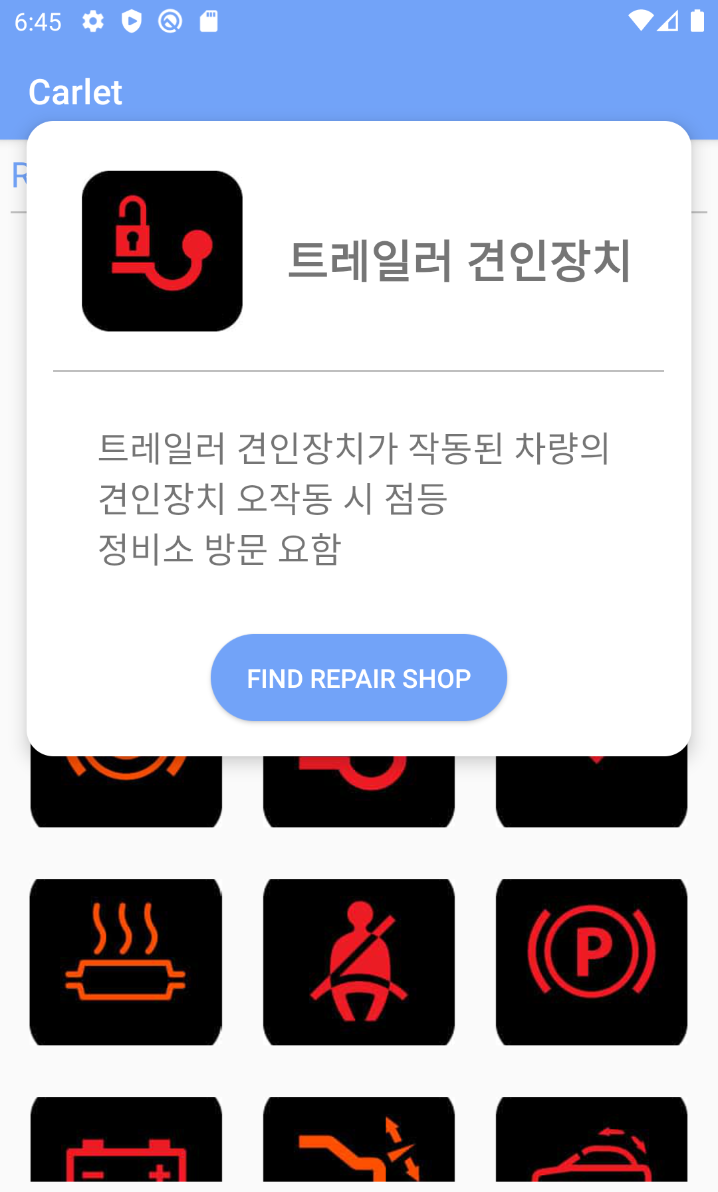 6:45
Carlet
R
트레일러 견인장치
트레일러 견인장치가 작동된 차량의
견인장치 오작동 시 점등
정비소 방문 요함
FIND REPAIR SHOP
P